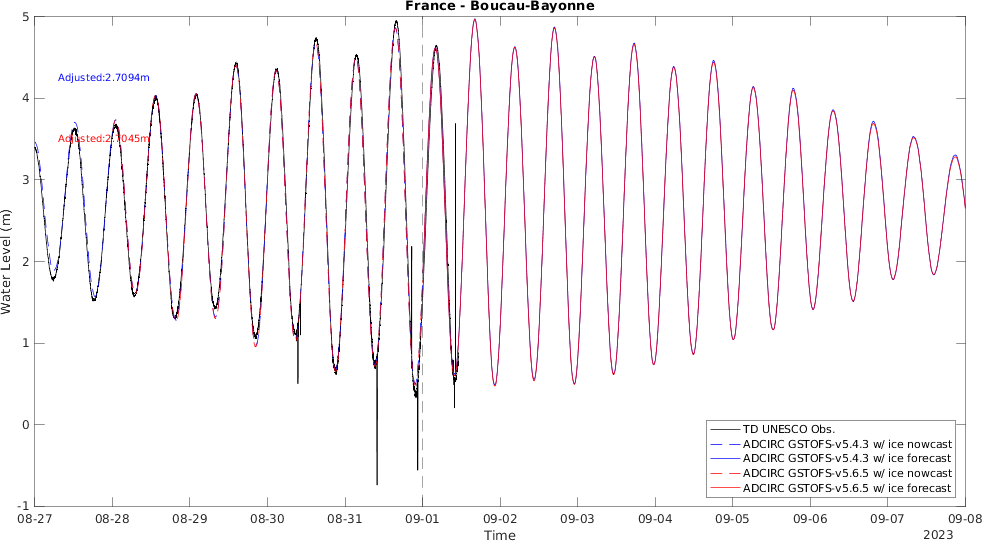 France - Boucau-Bayonne
5
4
3
2
1
0
-1
Water Level (m)
Adjusted:2.7094m
Adjusted:2.7045m
TD UNESCO Obs.
ADCIRC GSTOFS-v5.4.3 w/ ice nowcast
ADCIRC GSTOFS-v5.4.3 w/ ice forecast
ADCIRC GSTOFS-v5.6.5 w/ ice nowcast
ADCIRC GSTOFS-v5.6.5 w/ ice forecast
08-27 08-28 08-29 08-30 08-31 09-01 09-02 09-03 09-04 09-05 09-06 09-07 09-08
Time
2023